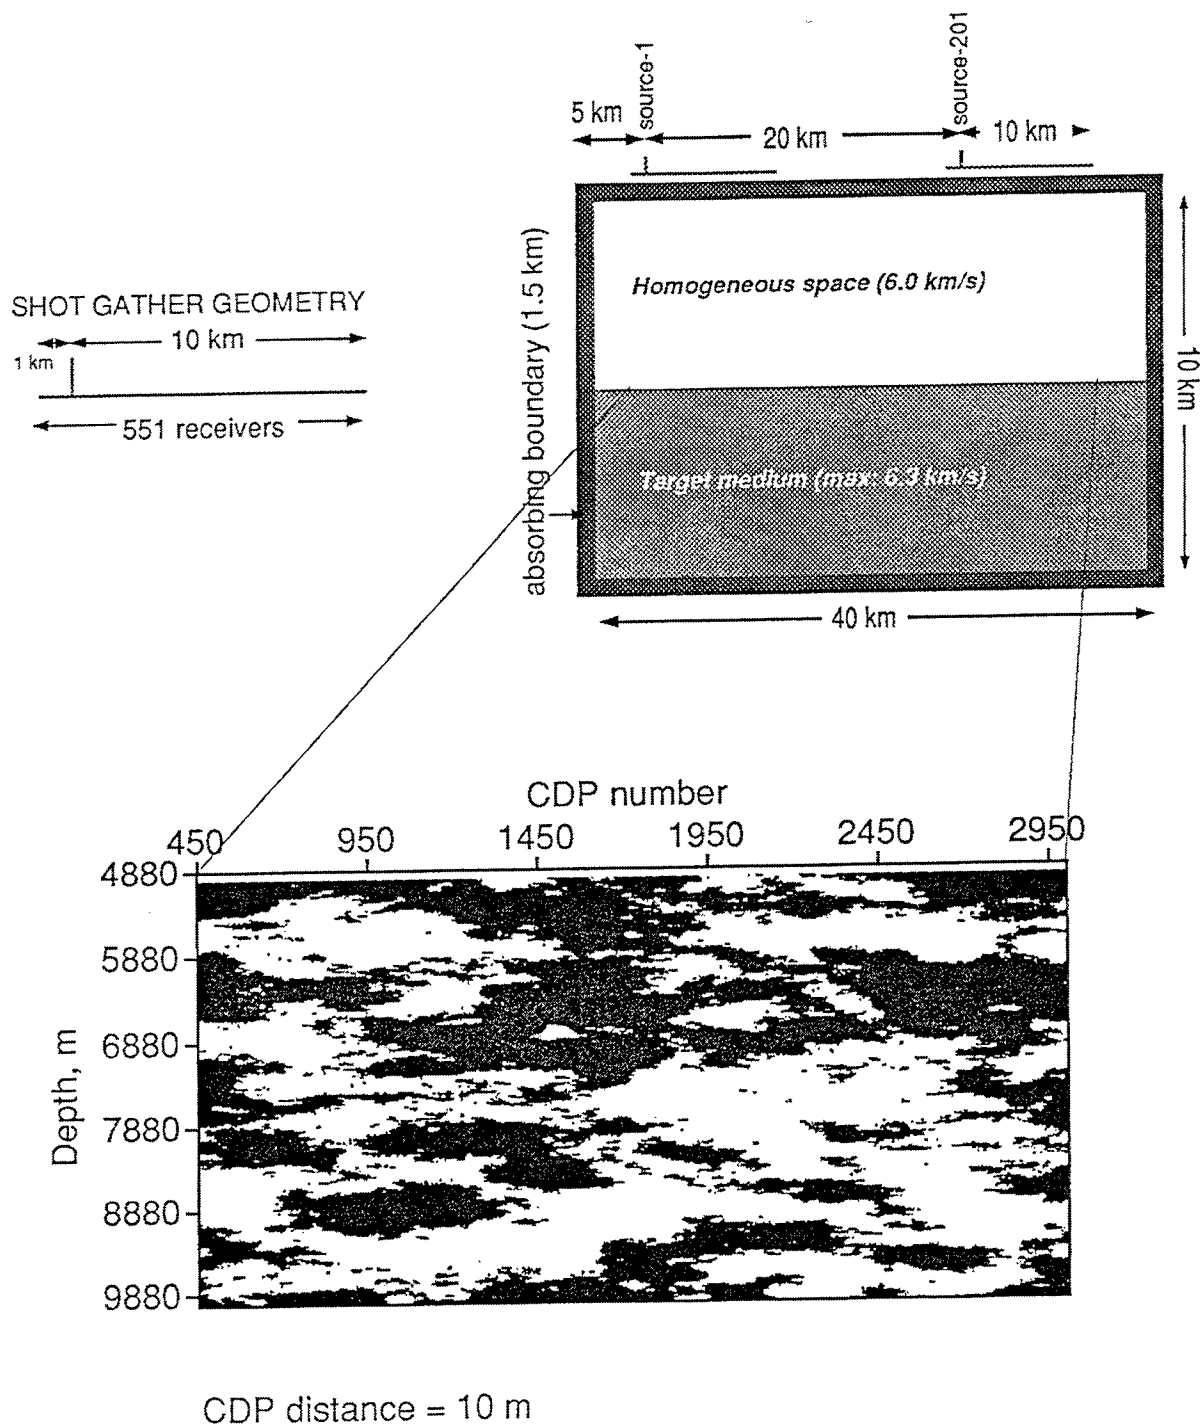 source-1
source-201
5 km
20 km
10 km
absorbing boundary (1.5 km)
Homogeneous space (6.0 km/s)
10 km
SHOT GATHER GEOMETRY
10 km
1 km
551 receivers
Target medium (max: 6.3 km/s)
40 km
CDP number
450 950 1450 1950 2450 2950
4880
5880
6880
7880
8880
9880
Depth, m
CDP distance = 10 m